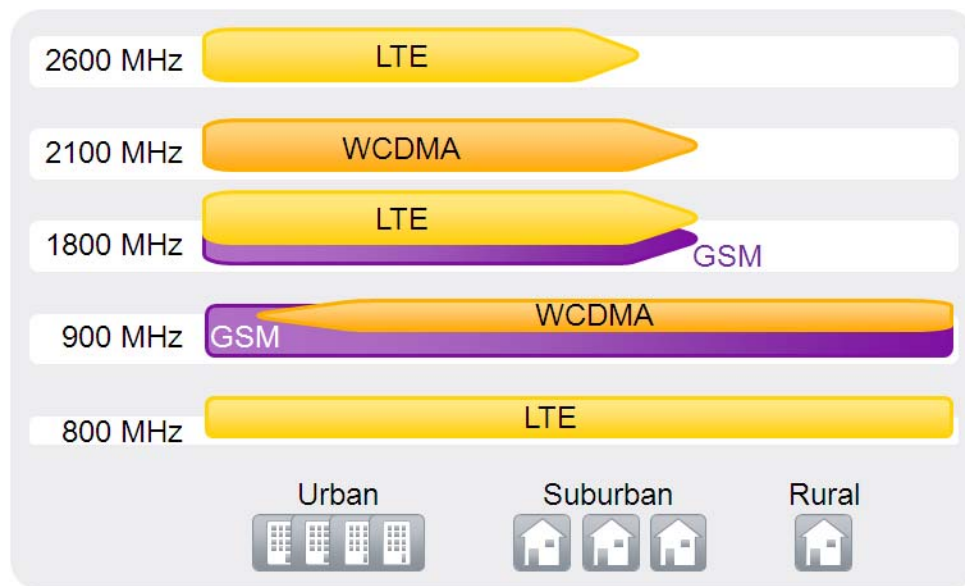 2600 MHz LTE
2100 MHz WCDMA
LTE
1800 MHz GSM
WCDMA
900 MHz GSM
800 MHz LTE
Urban Suburban Rural